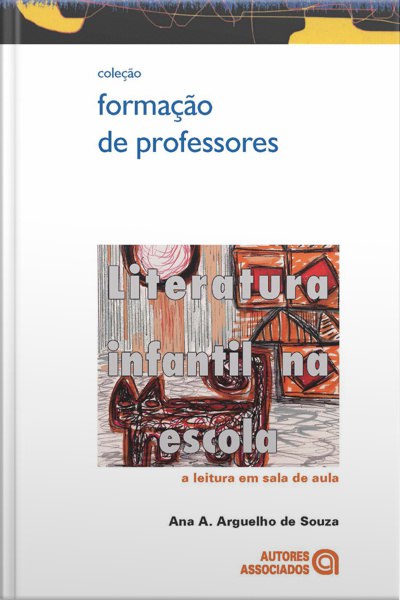 coleção
formação
de professores
Literatura
infantil na
escola
a leitura em sala de aula
Ana A. Arguelho de Souza
AUTORES
ASSOCIADOS